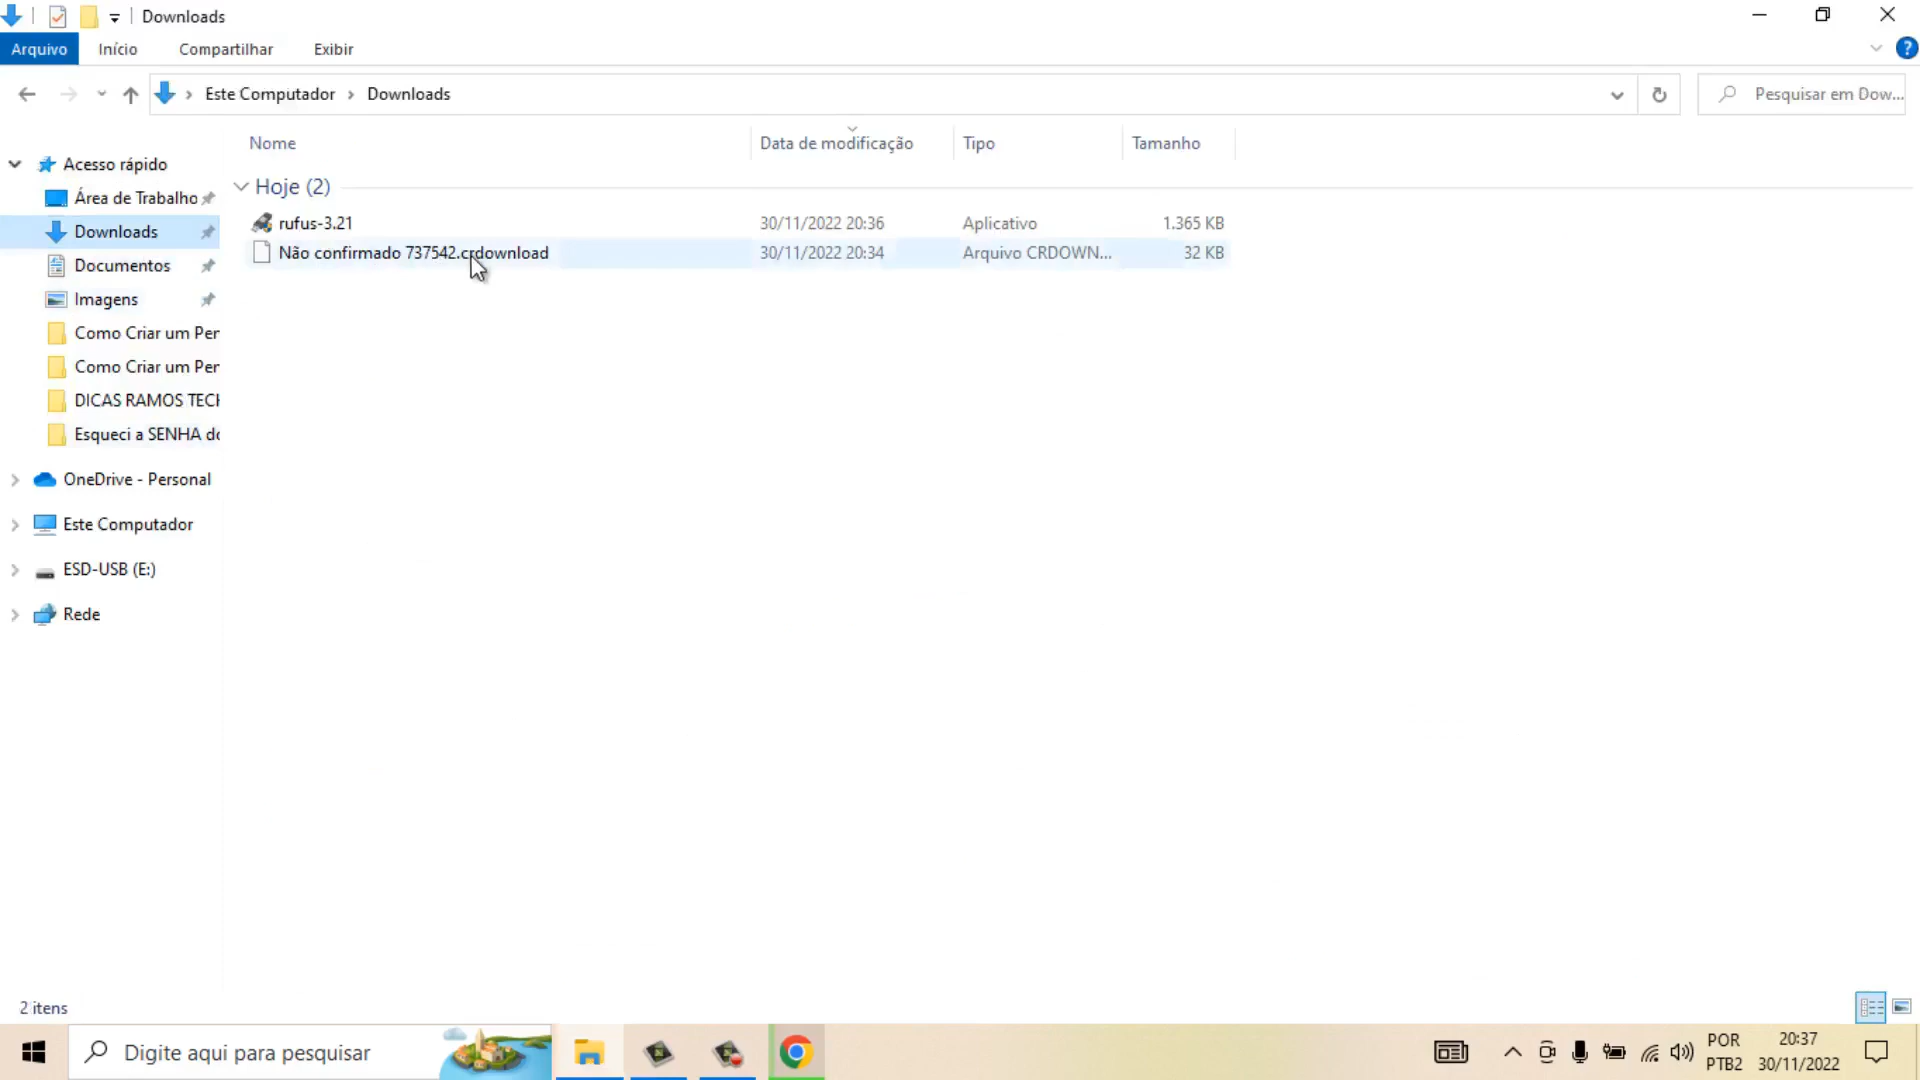 Downloads
Arquivo Início Compartilhar Exibir
Este Computador Downloads
Pesquisar em Dow...
Nome Data de modificação Tipo Tamanho
Acesso rápido
Área de Trabalho
Downloads
Documentos
Imagens
Como Criar um Per
Como Criar um Per
DICAS RAMOS TECH
Esqueci a SENHA do
OneDrive - Personal
Este Computador
ESD-USB (E:)
Rede
Hoje (2)
rufus-3.21 30/11/2022 20:36 Aplicativo 1.365 KB
Não confirmado 737542.crdownload 30/11/2022 20:34 Arquivo CRDOWN... 32 KB
2 itens
Digite aqui para pesquisar
POR
PTB2
20:37
30/11/2022